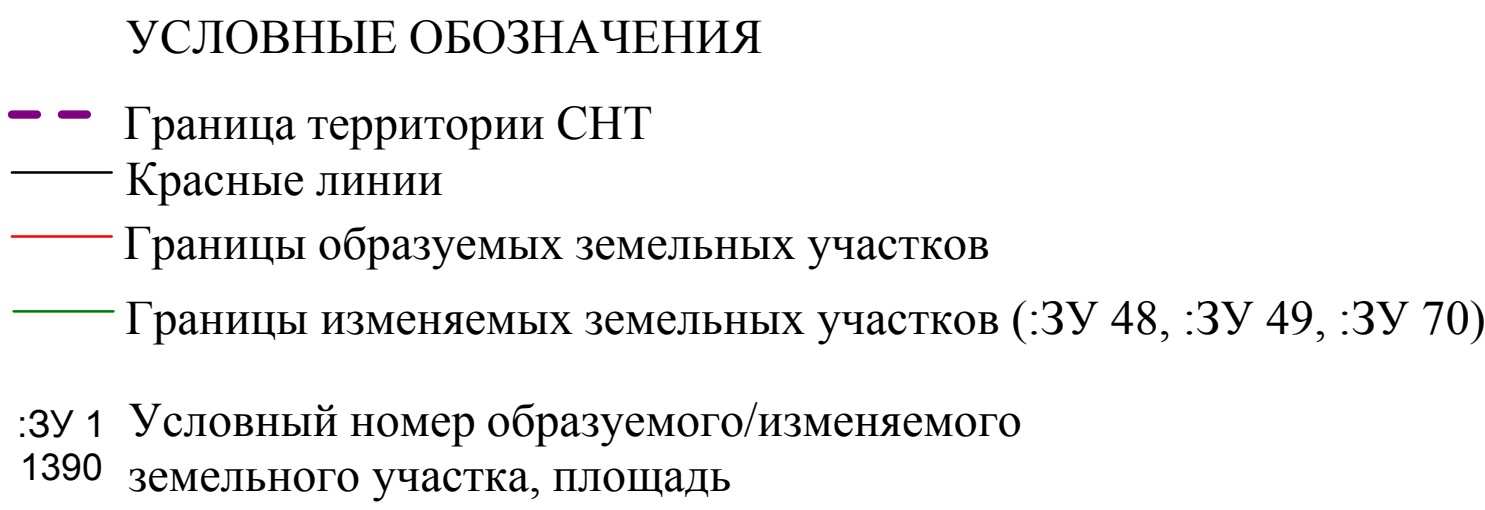 УСЛОВНЫЕ ОБОЗНАЧЕНИЯ
Граница территории СНТ
Красные линии
Границы образуемых земельных участков
Границы изменяемых земельных участков (:ЗУ 48, :ЗУ 49, :ЗУ 70)
:ЗУ 1 Условный номер образуемого/изменяемого
1390 земельного участка, площадь